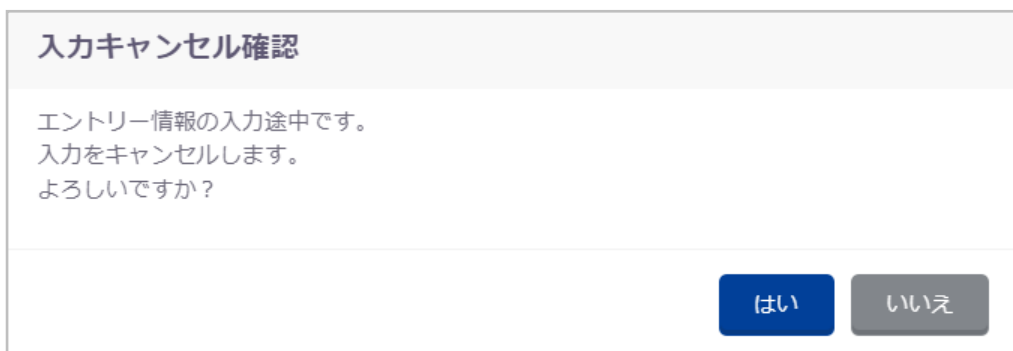 入力キャンセル確認
エントリー情報の入力途中です。
入力をキャンセルします。
よろしいですか？
はい
いいえ